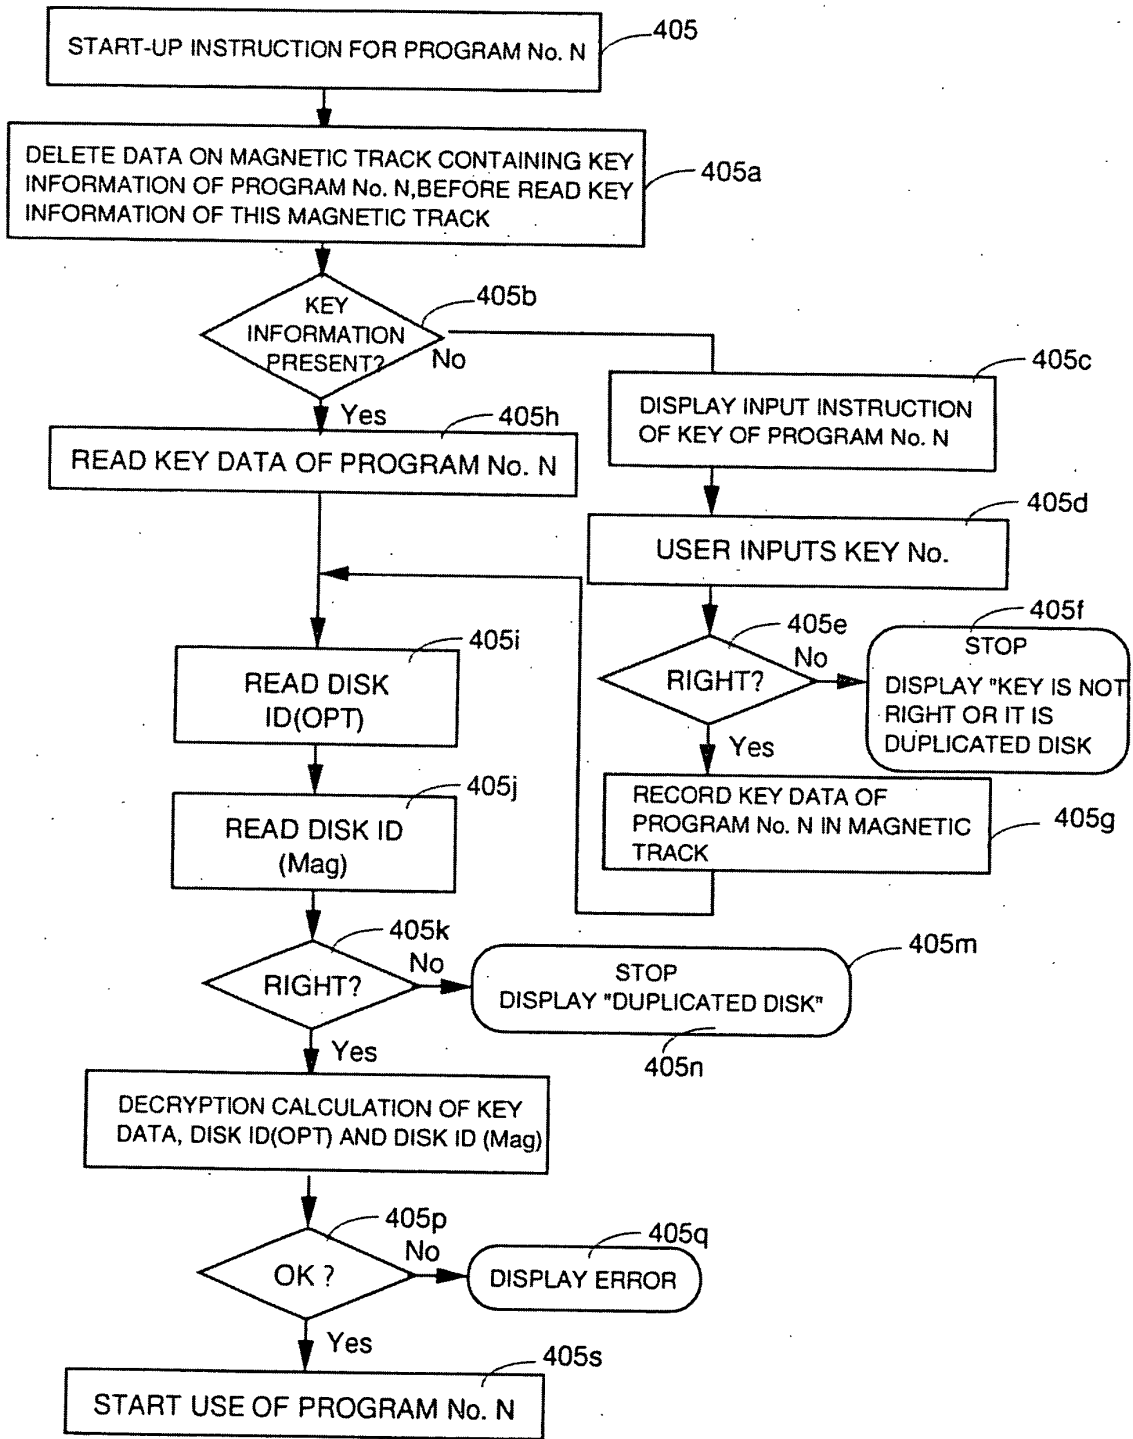 START-UP INSTRUCTION FOR PROGRAM No. N
405
DELETE DATA ON MAGNETIC TRACK CONTAINING KEY
INFORMATION OF PROGRAM No. N,BEFORE READ KEY
INFORMATION OF THIS MAGNETIC TRACK
405a
KEY
INFORMATION
PRESENT?
405b
No
Yes
405c
DISPLAY INPUT INSTRUCTION
OF KEY OF PROGRAM No. N
405h
READ KEY DATA OF PROGRAM No. N
405d
USER INPUTS KEY No.
405e
RIGHT?
No
Yes
405f
STOP
DISPLAY "KEY IS NOT
RIGHT OR IT IS
DUPLICATED DISK
405i
READ DISK
ID(OPT)
RECORD KEY DATA OF
PROGRAM No. N IN MAGNETIC
TRACK
405g
405j
READ DISK ID
(Mag)
405k
RIGHT?
No
Yes
405m
STOP
DISPLAY "DUPLICATED DISK"
405n
DECRYPTION CALCULATION OF KEY
DATA, DISK ID(OPT) AND DISK ID (Mag)
405p
OK ?
No
Yes
405q
DISPLAY ERROR
405s
START USE OF PROGRAM No. N